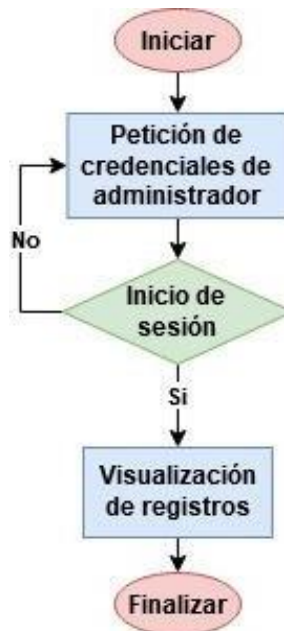 Iniciar
Petición de
credenciales de
administrador
No
Inicio de
sesión
Si
Visualización
de registros
Finalizar